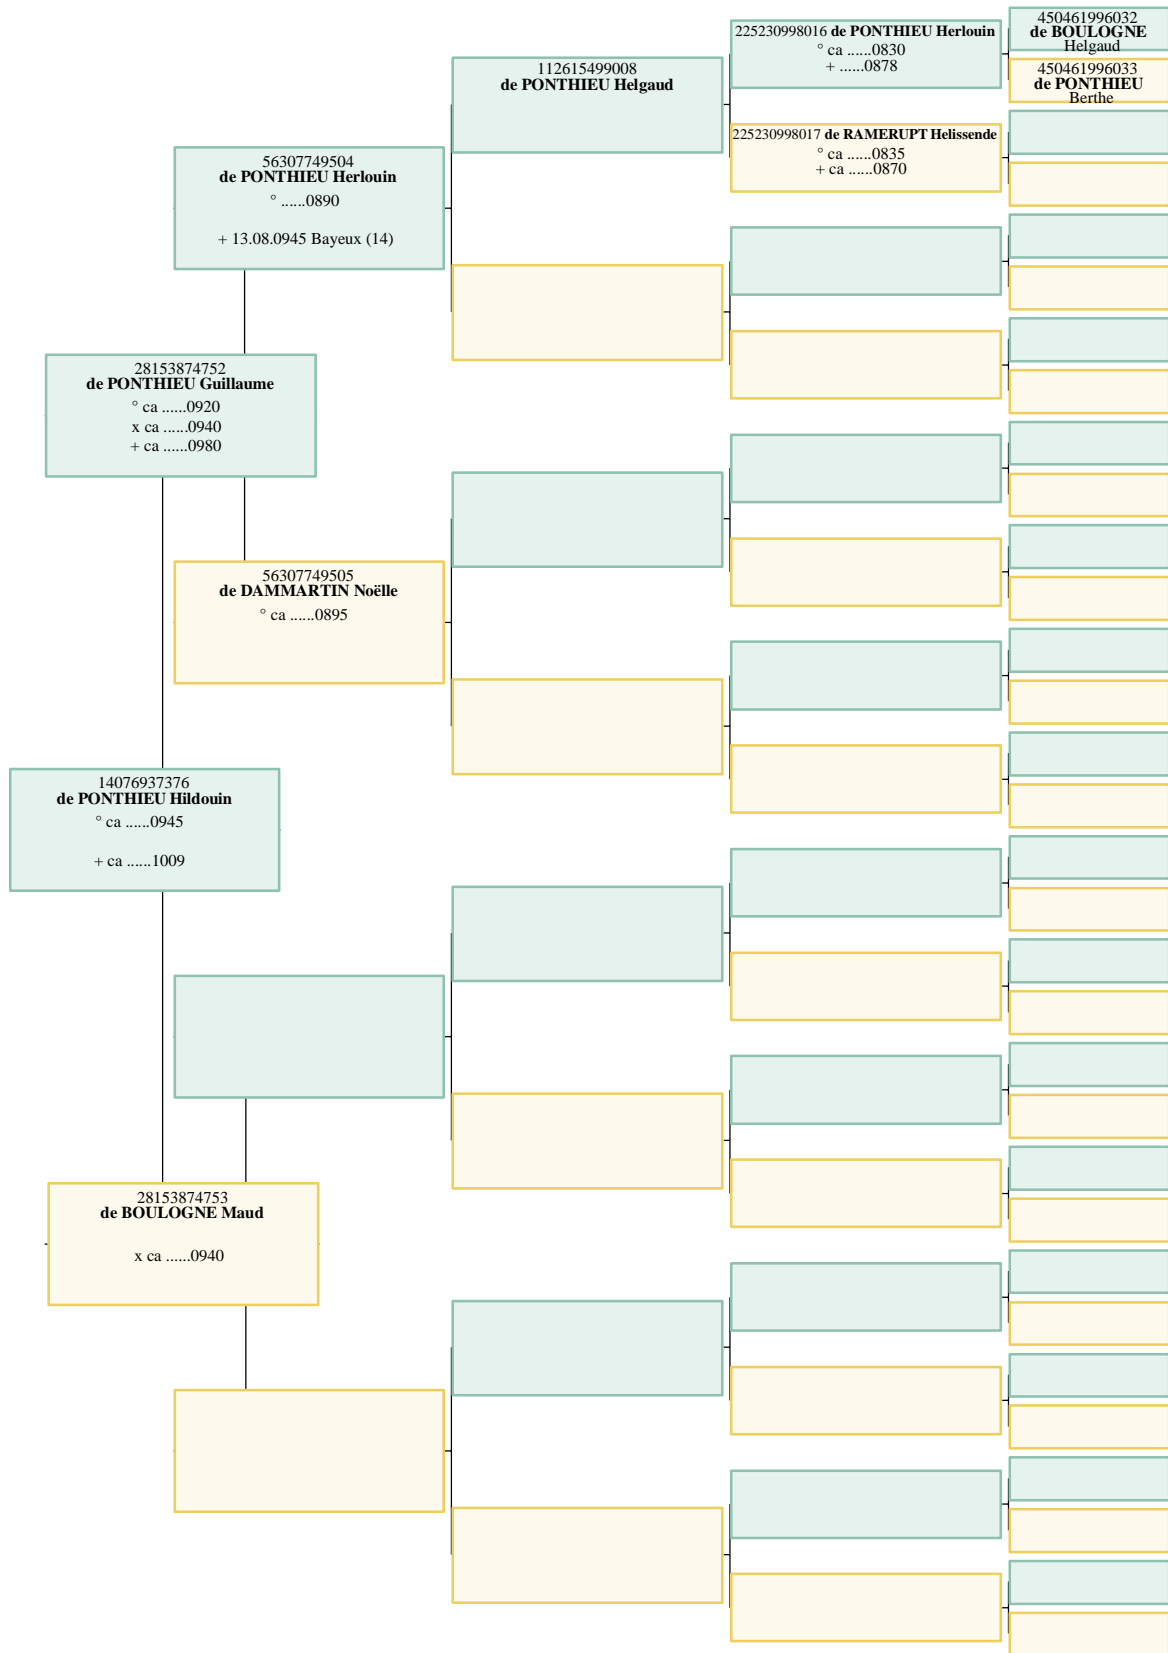 450461996032
de BOULOGNE
Helgaud
225230998016 de PONTHIEU Herlouin
° ca ......0830
+ ......0878
450461996033
de PONTHIEU
Berthe
112615499008
de PONTHIEU Helgaud
225230998017 de RAMERUPT Helissende
° ca ......0835
+ ca ......0870
56307749504
de PONTHIEU Herlouin
° ......0890
+ 13.08.0945 Bayeux (14)
28153874752
de PONTHIEU Guillaume
° ca ......0920
x ca ......0940
+ ca ......0980
56307749505
de DAMMARTIN Noëlle
° ca ......0895
14076937376
de PONTHIEU Hildouin
° ca ......0945
+ ca ......1009
28153874753
de BOULOGNE Maud
x ca ......0940